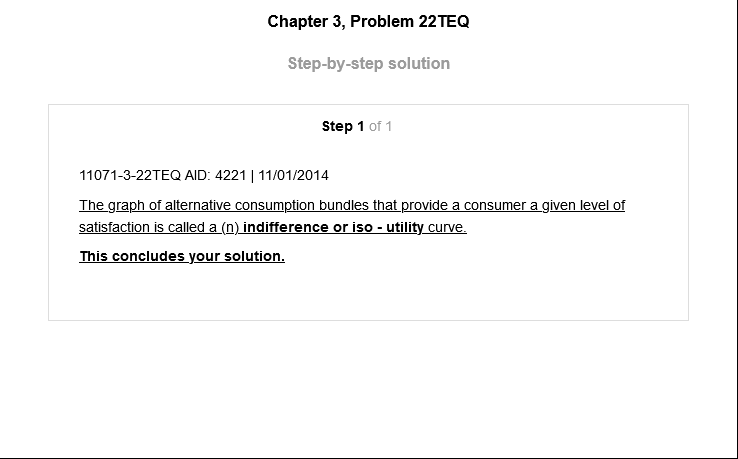 Chapter 3, Problem 22TEQ
Step-by-step solution
Step 1 of 1
11071-3-22TEQ AID: 4221 | 11/01/2014
The graph of alternative consumption bundles that provide a consumer a given level of
satisfaction is called a (n) indifference or iso - utility curve.
This concludes your solution.